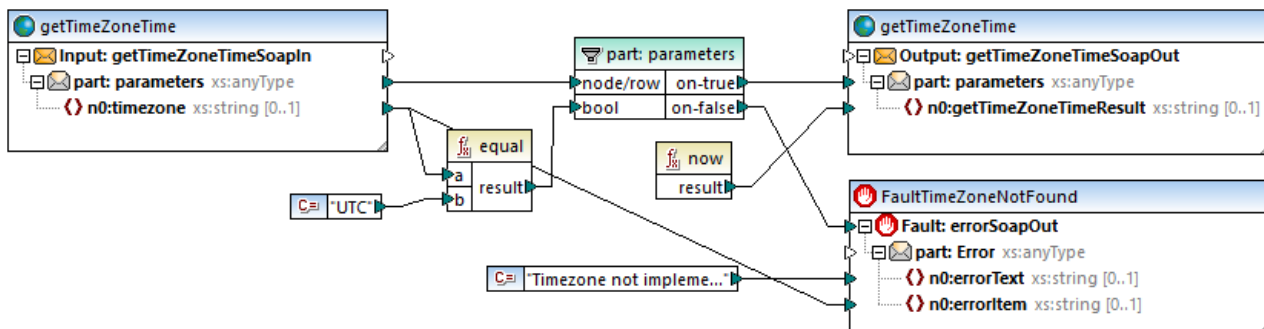 getTimeZoneTime
Input: getTimeZoneTimeSoapIn
part: parameters xs:anyType
n0:timezone xs:string [0..1]
equal
a
result
b
C= "UTC"
part: parameters
node/row on-true
bool on-false
now
result
C= "Timezone not impleme..."
getTimeZoneTime
Output: getTimeZoneTimeSoapOut
part: parameters xs:anyType
n0:getTimeZoneTimeResult xs:string [0..1]
FaultTimeZoneNotFound
Fault: errorSoapOut
part: Error xs:anyType
n0:errorText xs:string [0..1]
n0:errorItem xs:string [0..1]